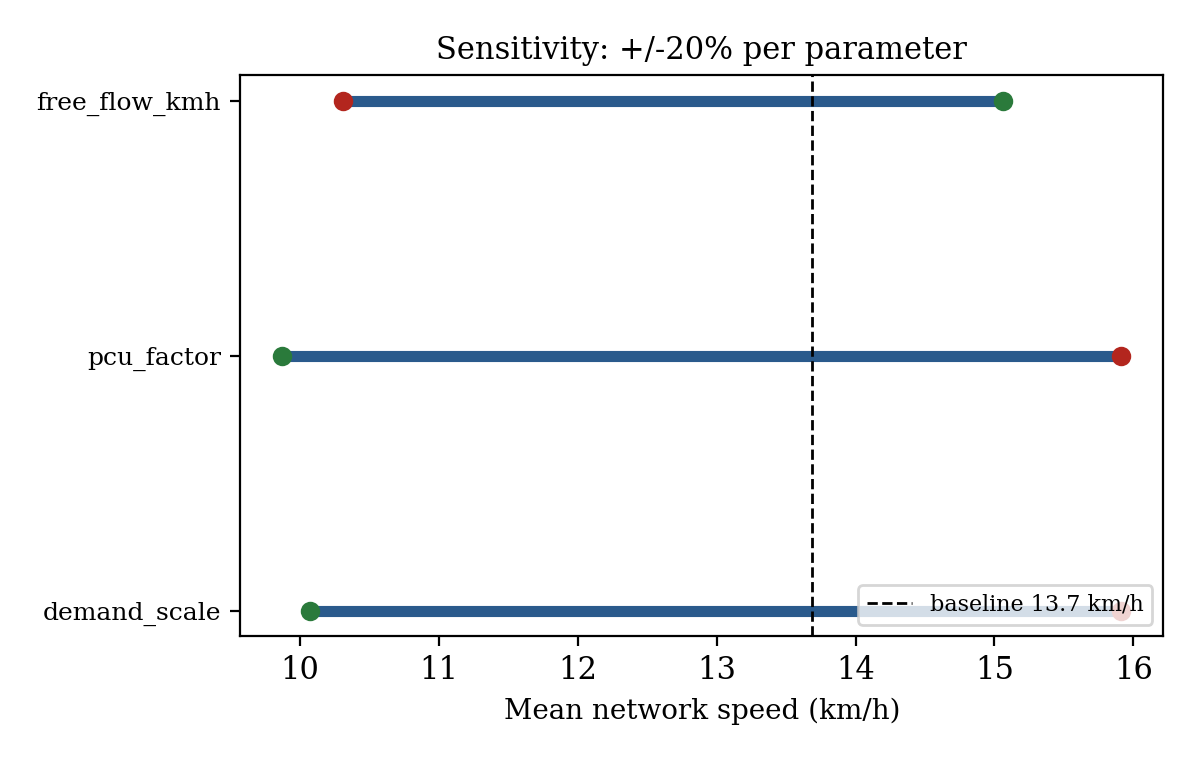 Sensitivity: +/-20% per parameter
free_flow_kmh
pcu_factor
demand_scale
baseline 13.7 km/h
10 11 12 13 14 15 16
Mean network speed (km/h)